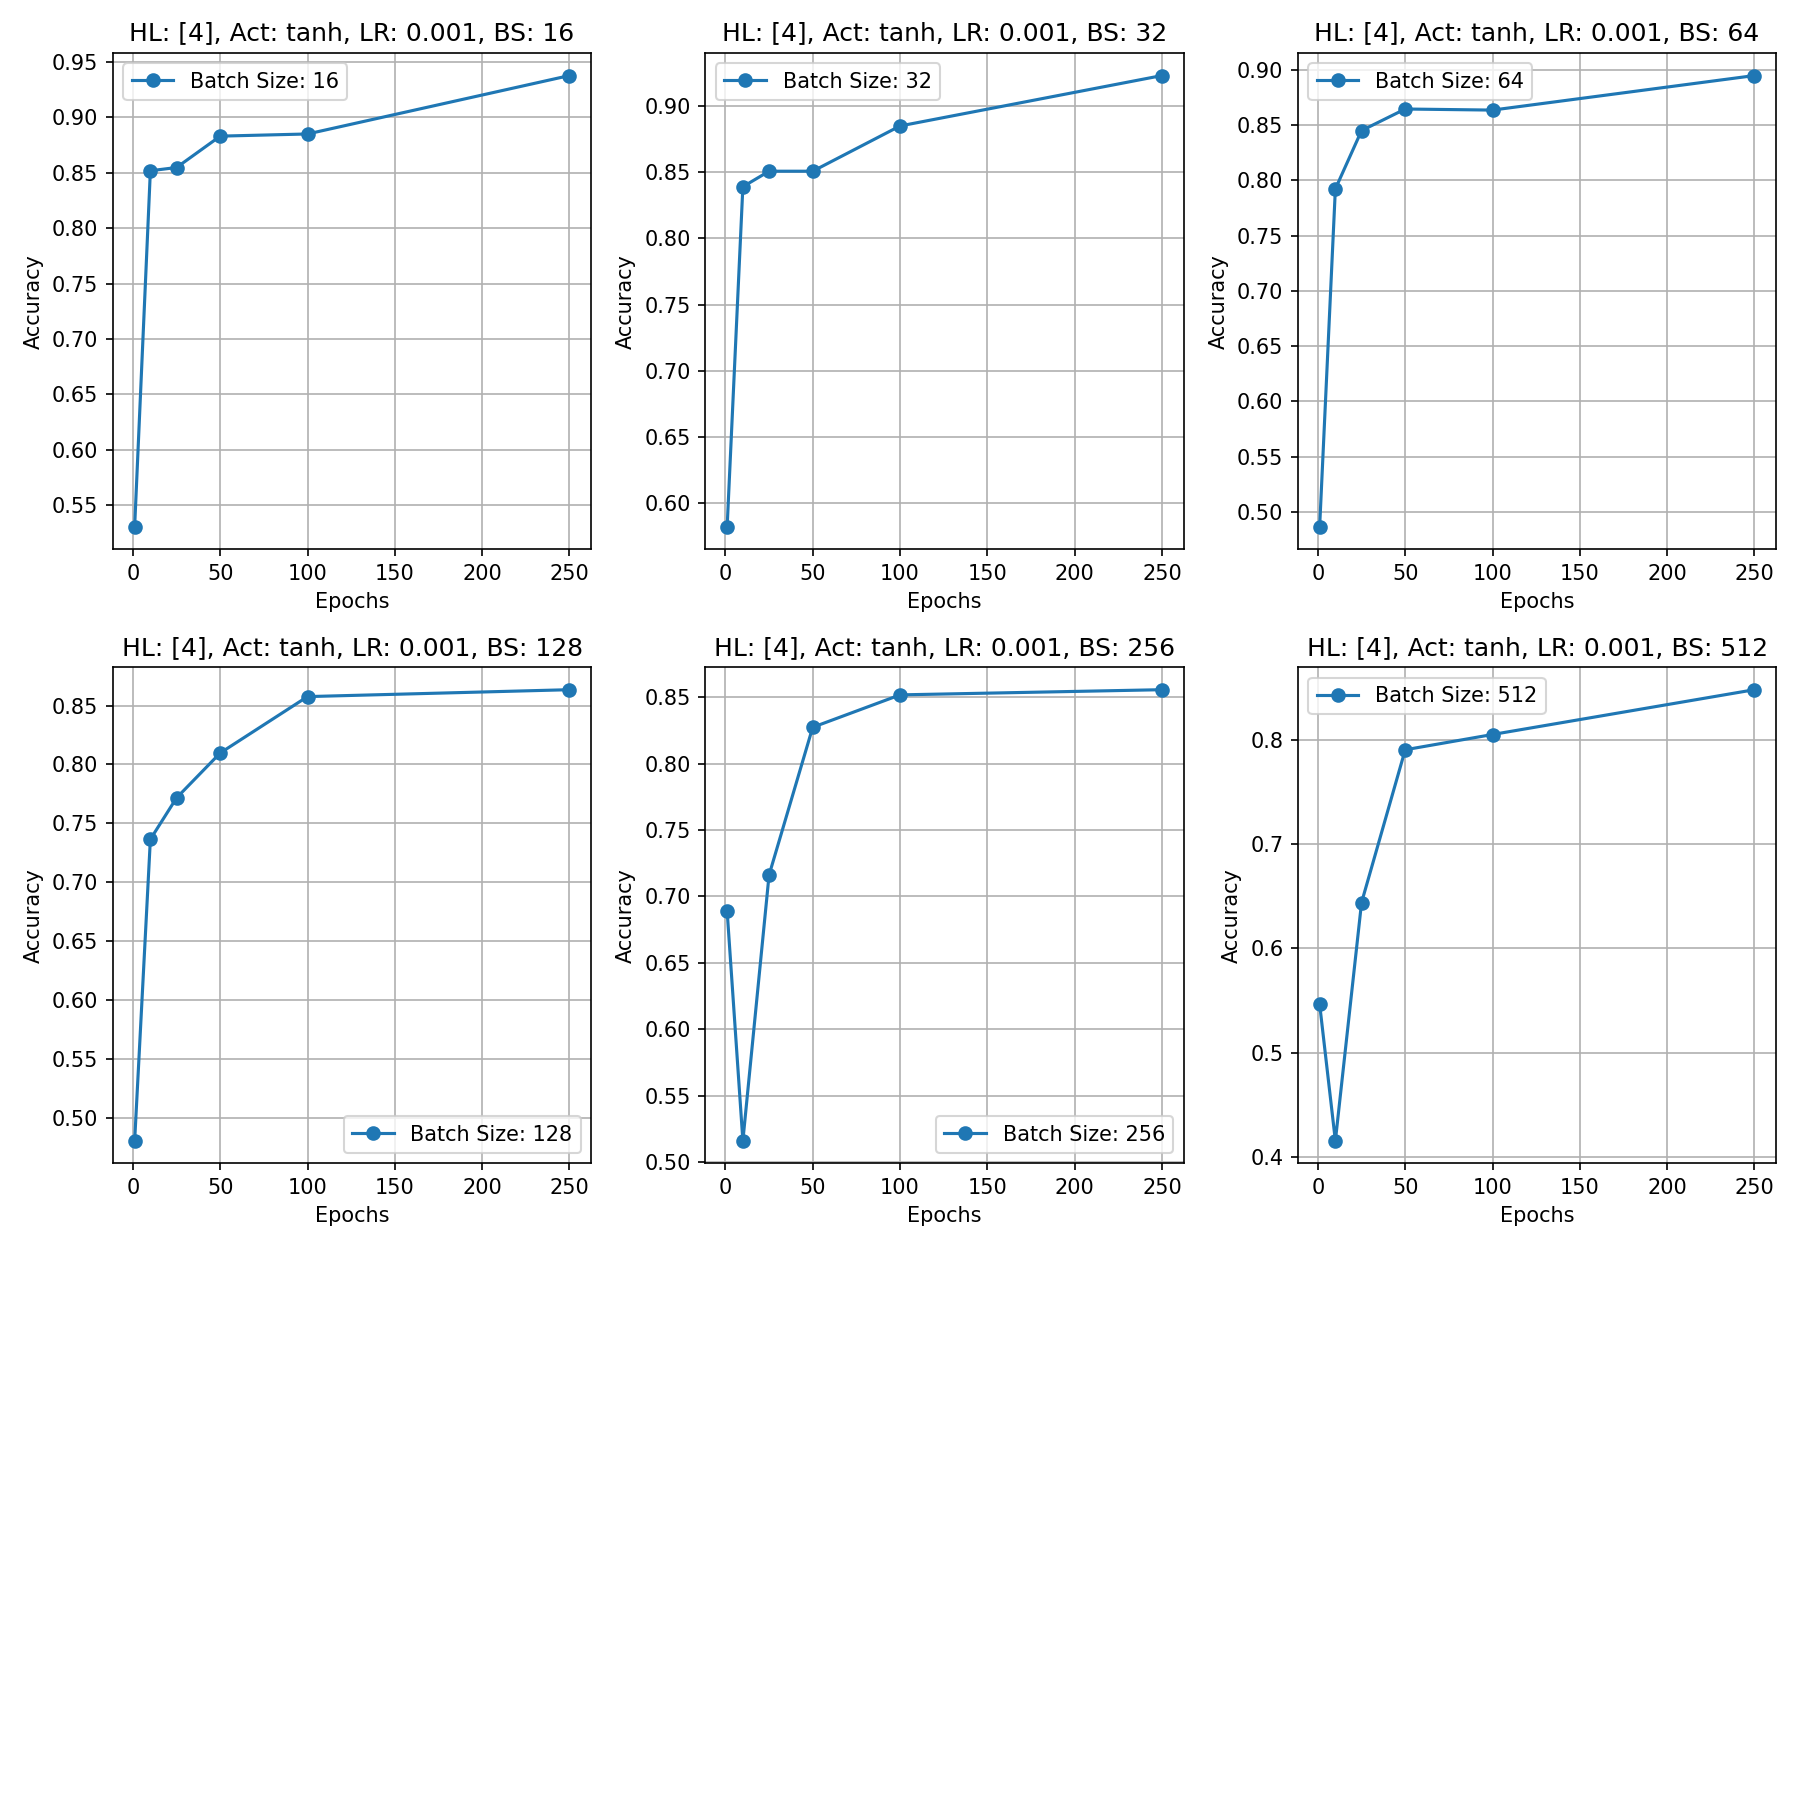 HL: [4], Act: tanh, LR: 0.001, BS: 16
Batch Size: 16
0.95
0.90
0.85
0.80
0.75
0.70
0.65
0.60
0.55
Accuracy
0 50 100 150 200 250
Epochs
HL: [4], Act: tanh, LR: 0.001, BS: 32
Batch Size: 32
0.90
0.85
0.80
0.75
0.70
0.65
0.60
Accuracy
0 50 100 150 200 250
Epochs
HL: [4], Act: tanh, LR: 0.001, BS: 64
Batch Size: 64
0.90
0.85
0.80
0.75
0.70
0.65
0.60
0.55
0.50
Accuracy
0 50 100 150 200 250
Epochs
HL: [4], Act: tanh, LR: 0.001, BS: 128
0.85
0.80
0.75
0.70
0.65
0.60
0.55
0.50
Accuracy
Batch Size: 128
0 50 100 150 200 250
Epochs
HL: [4], Act: tanh, LR: 0.001, BS: 256
0.85
0.80
0.75
0.70
0.65
0.60
0.55
0.50
Accuracy
Batch Size: 256
0 50 100 150 200 250
Epochs
HL: [4], Act: tanh, LR: 0.001, BS: 512
Batch Size: 512
0.8
0.7
0.6
0.5
0.4
Accuracy
0 50 100 150 200 250
Epochs